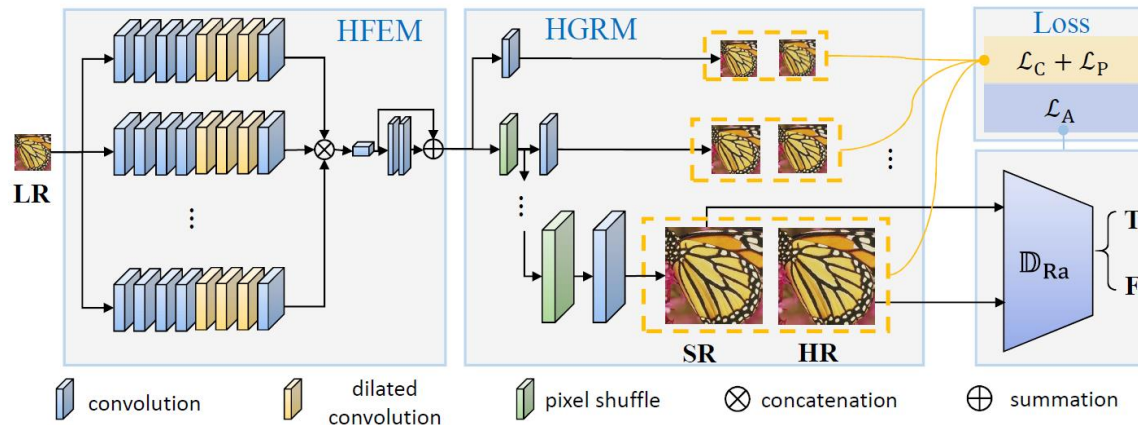 HFEM
HGRM
Loss
ℒC + ℒP
ℒA
LR
...
...
...
𝔻Ra
T
F
SR HR
convolution
dilated
convolution
pixel shuffle
concatenation
summation